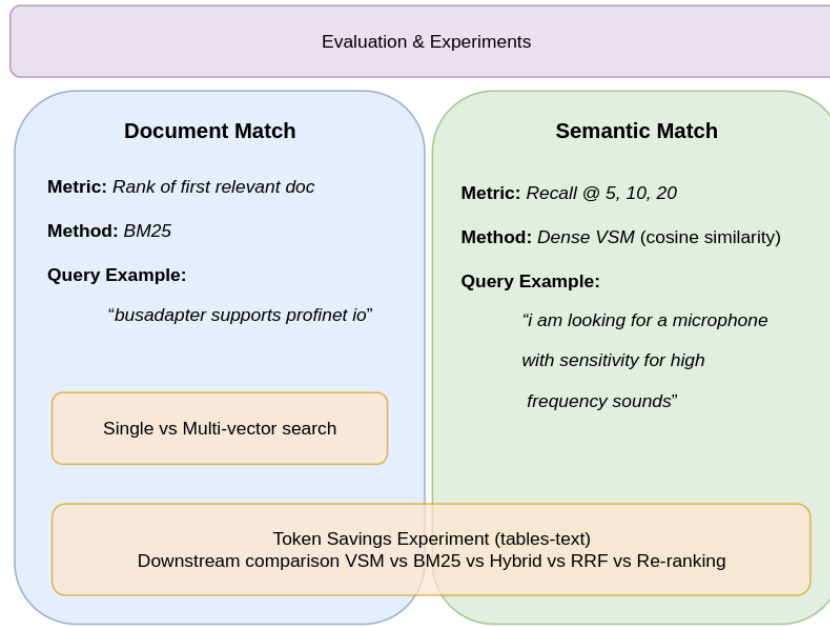 Evaluation & Experiments
Document Match
Metric: Rank of first relevant doc
Method: BM25
Query Example:
“busadapter supports profinet io”
Single vs Multi-vector search
Semantic Match
Metric: Recall @ 5, 10, 20
Method: Dense VSM (cosine similarity)
Query Example:
“i am looking for a microphone
with sensitivity for high
frequency sounds”
Token Savings Experiment (tables-text)
Downstream comparison VSM vs BM25 vs Hybrid vs RRF vs Re-ranking